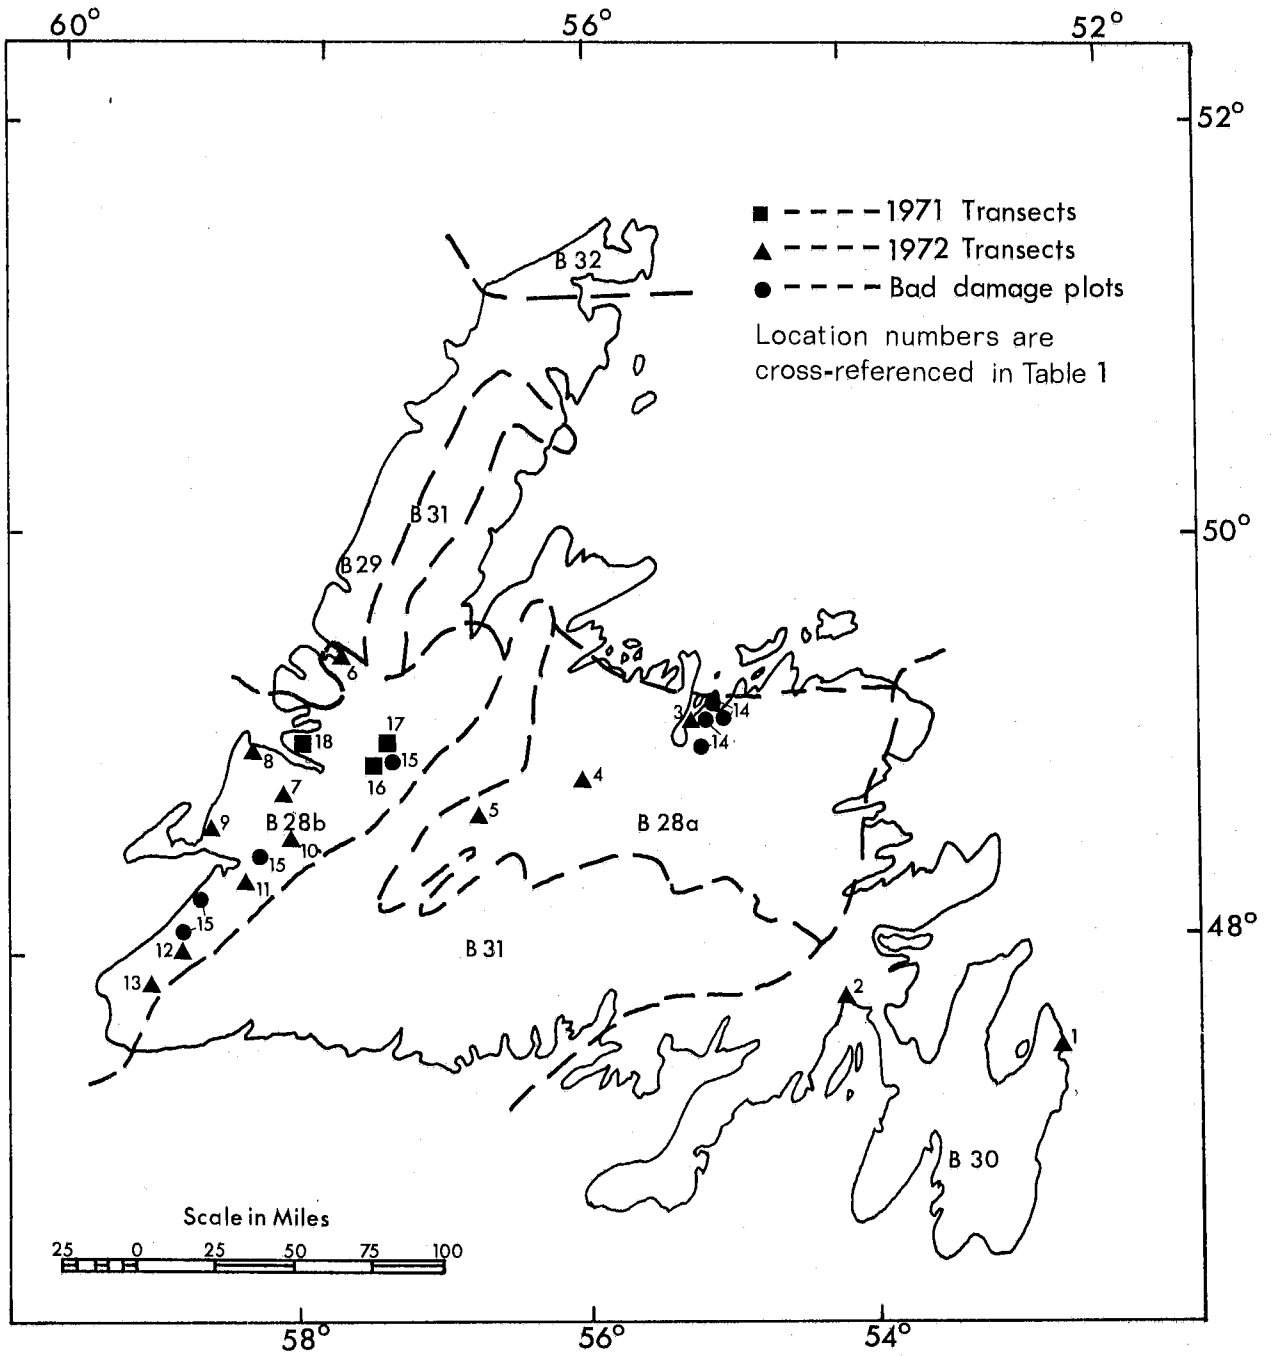 60° 56° 52°
52°
1971 Transects
1972 Transects
Bad damage plots
Location numbers are
cross-referenced in Table 1
B 32
B 31
50°
B 29
6
3
14
14
17
18
15
16
8
7
4
5
9
B 28b
B 28a
10
15
11
15
12
B 31
48°
13
2
1
B 30
Scale in Miles
25 0 25 50 75 100
58° 56° 54°